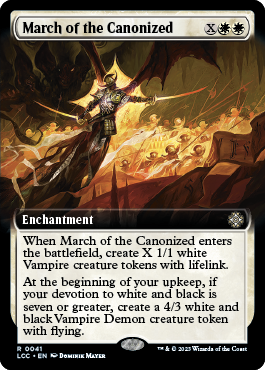 March of the Canonized X
Enchantment
When March of the Canonized enters
the battlefield, create X 1/1 white
Vampire creature tokens with lifelink.
At the beginning of your upkeep, if
your devotion to white and black is
seven or greater, create a 4/3 white and
black Vampire Demon creature token
with flying.
R 0041
LCC • EN Dominik Mayer
™ & © 2023 Wizards of the Coast